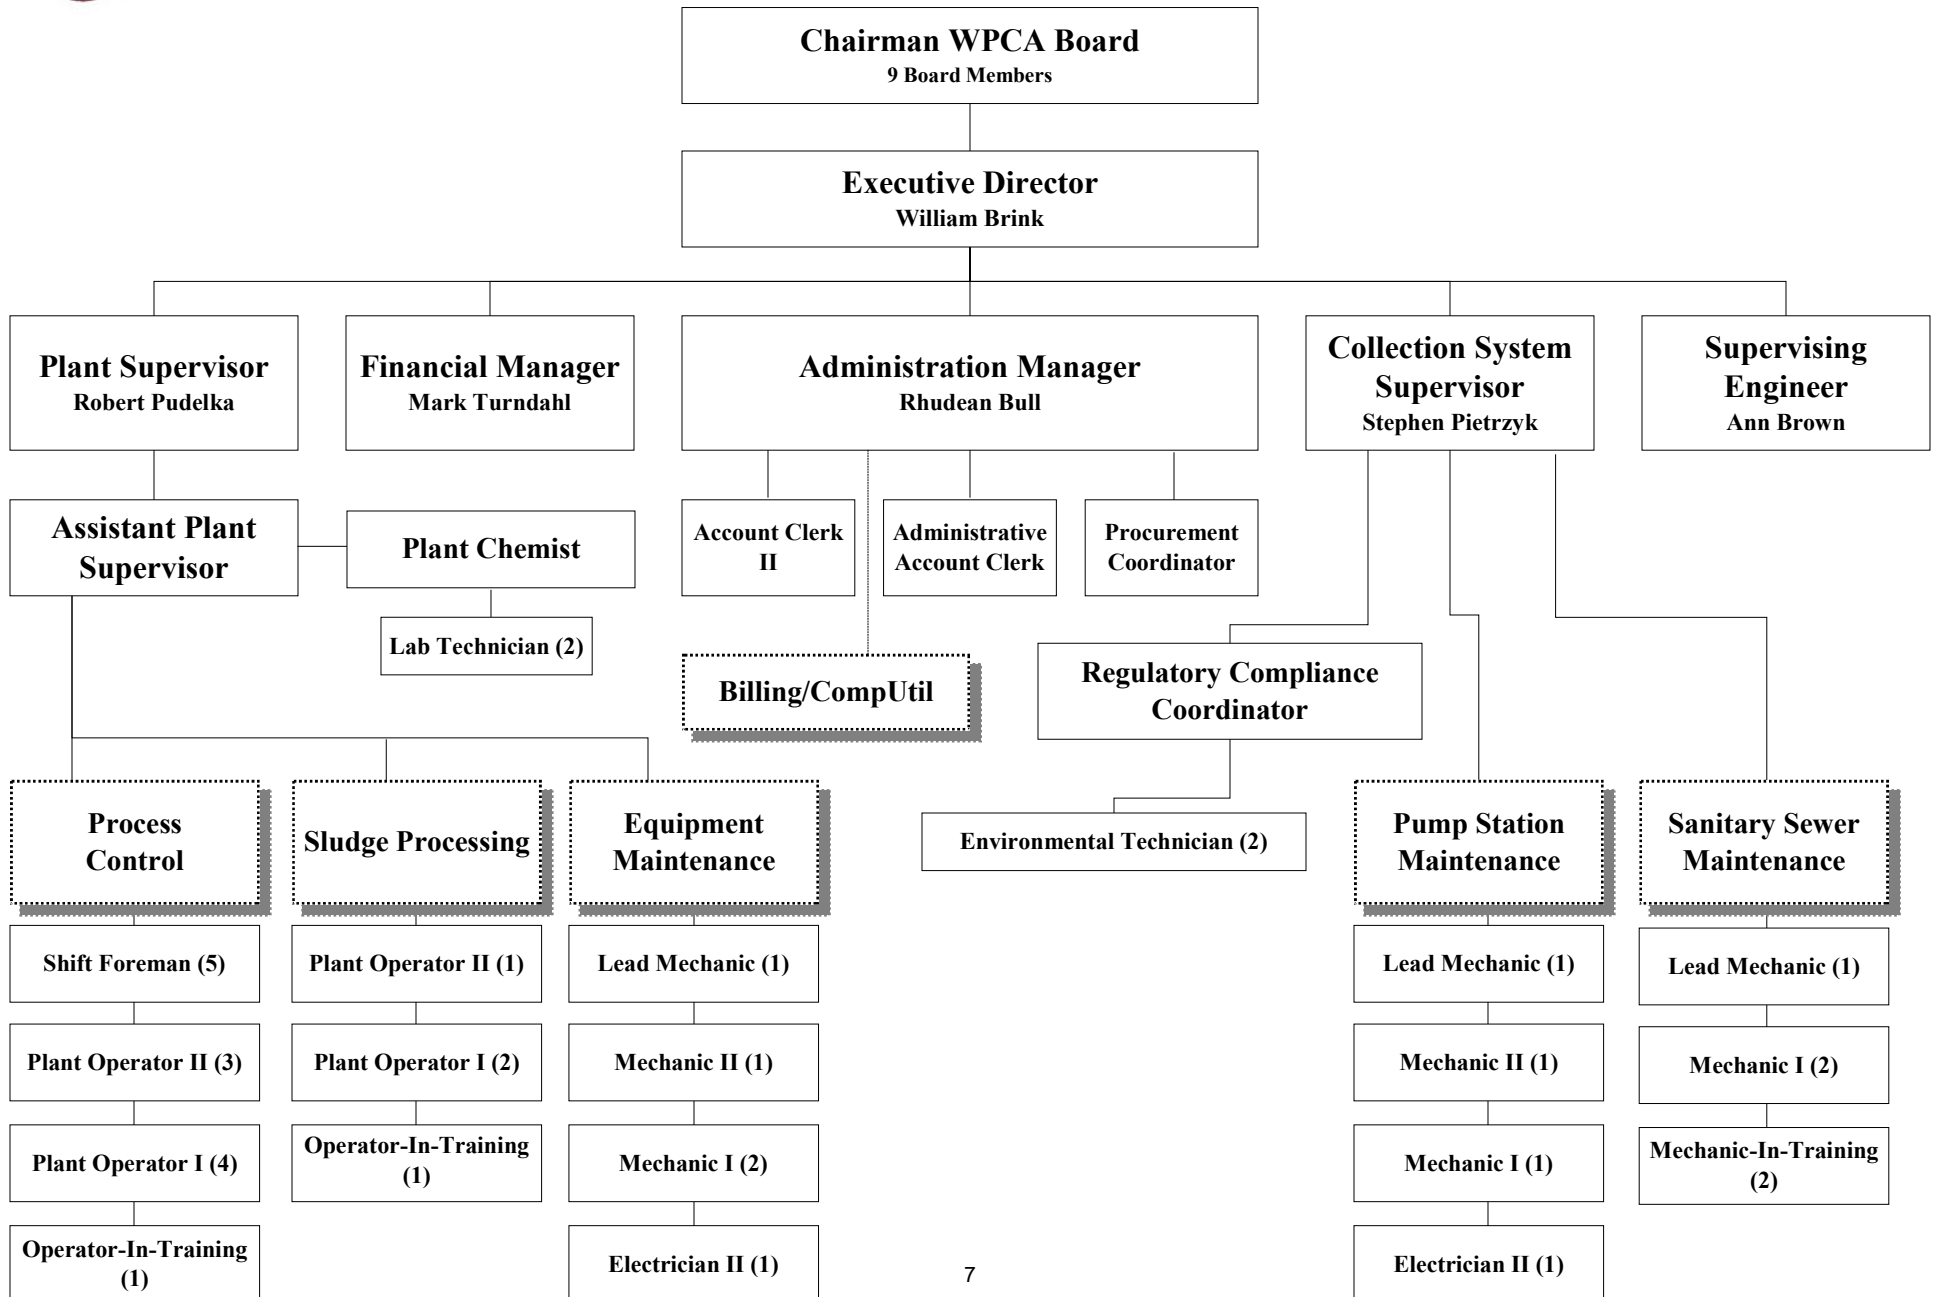 Chairman WPCA Board
9 Board Members
Executive Director
William Brink
Plant Supervisor
Robert Pudelka
Financial Manager
Mark Turndahl
Administration Manager
Rhudean Bull
Collection System
Supervisor
Stephen Pietrzyk
Supervising
Engineer
Ann Brown
Assistant Plant
Supervisor
Plant Chemist
Lab Technician (2)
Account Clerk
II
Administrative
Account Clerk
Procurement
Coordinator
Billing/CompUtil
Regulatory Compliance
Coordinator
Environmental Technician (2)
Process
Control
Shift Foreman (5)
Plant Operator II (3)
Plant Operator I (4)
Operator-In-Training
(1)
Sludge Processing
Plant Operator II (1)
Plant Operator I (2)
Operator-In-Training
(1)
Equipment
Maintenance
Lead Mechanic (1)
Mechanic II (1)
Mechanic I (2)
Electrician II (1)
Pump Station
Maintenance
Lead Mechanic (1)
Mechanic II (1)
Mechanic I (1)
Electrician II (1)
Sanitary Sewer
Maintenance
Lead Mechanic (1)
Mechanic I (2)
Mechanic-In-Training
(2)
7